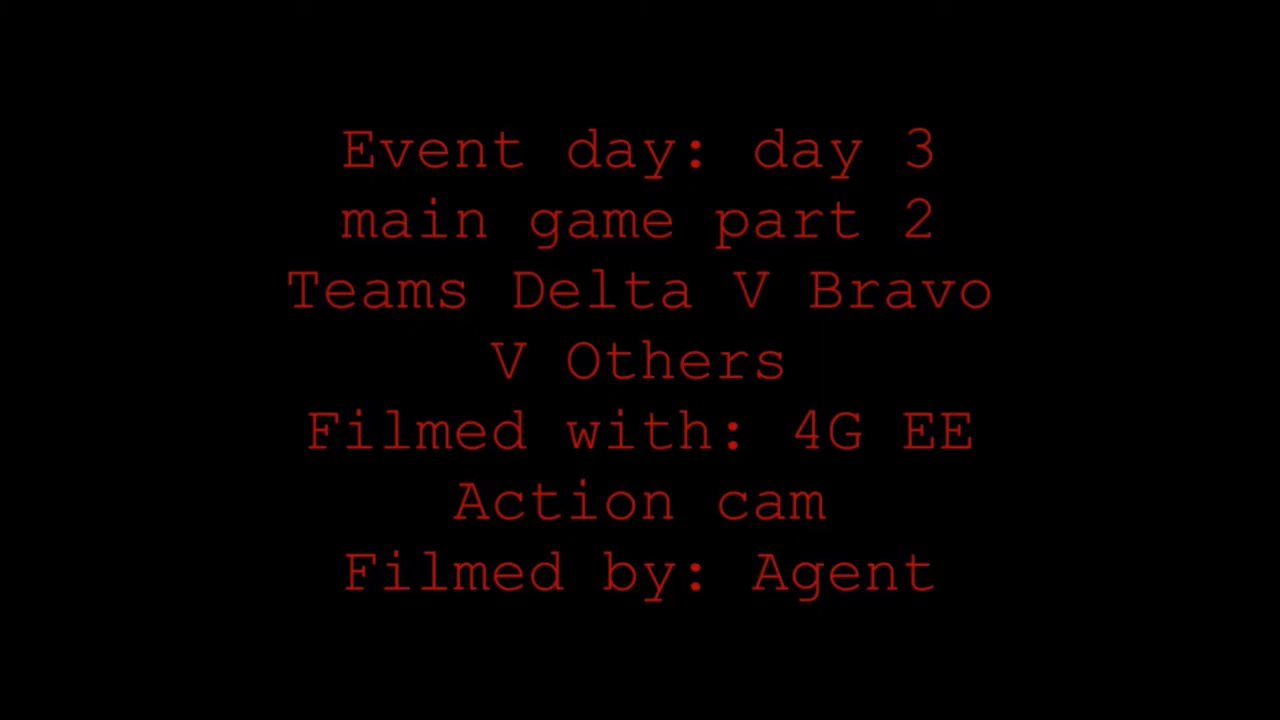 Event day: day 3
main game part 2
Teams Delta V Bravo
V Others
Filmed with: 4G EE
Action cam
Filmed by: Agent